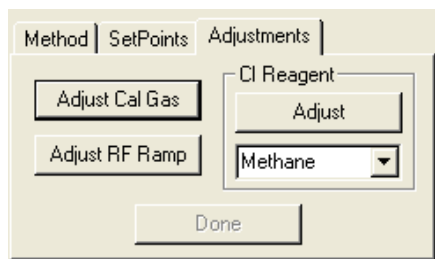 Method SetPoints Adjustments
CI Reagent
Adjust Cal Gas
Adjust
Adjust RF Ramp
Methane
Done